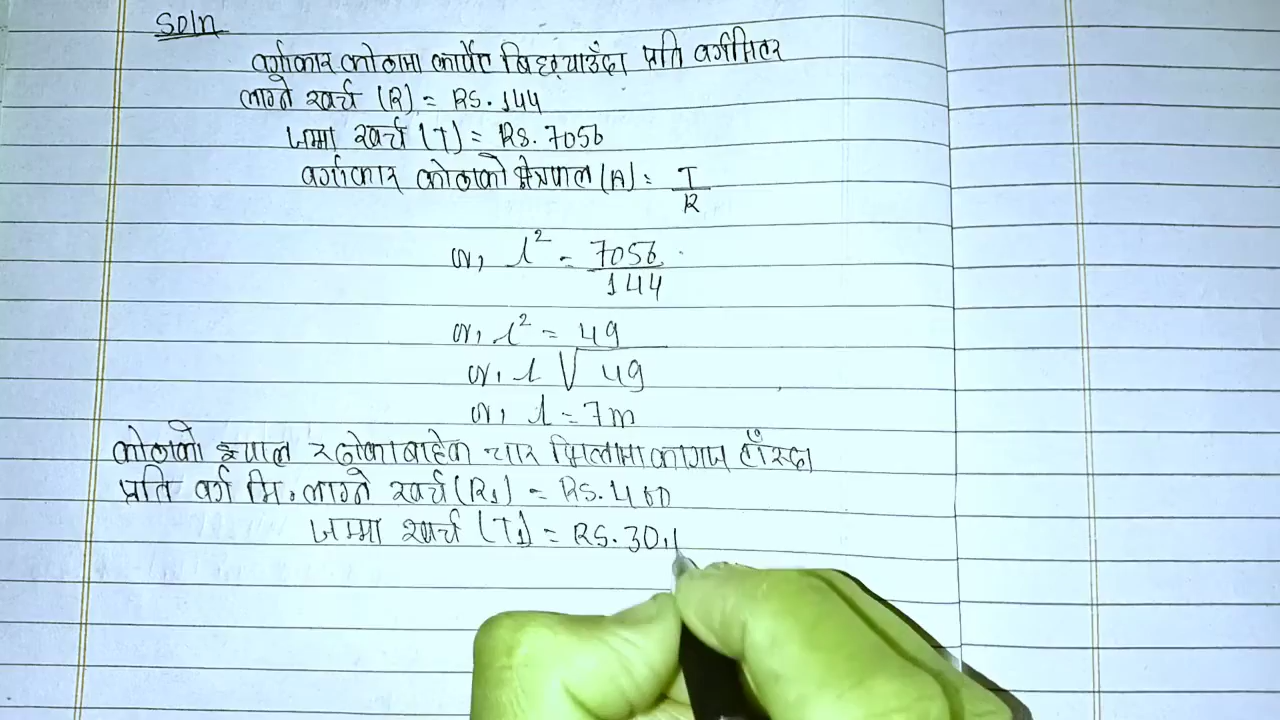 Soln
वर्गाकार कोठामा कार्पेट बिछ्याउँदा प्रति वर्गमिटर
लाग्ने खर्च (R) = RS. 144
जम्मा खर्च (T) = RS. 7056
वर्गाकार कोठाको क्षेत्रफल (A) = T/R
or, l² = 7056/144
or, l² = 49
or, l √49
or, l = 7m
कोठाको झ्याल र ढोका बाहेक चार भित्तामा कागज टाँस्दा
प्रति वर्ग मि. लाग्ने खर्च (R₁) = RS.
जम्मा खर्च (T₁) = RS. 30,